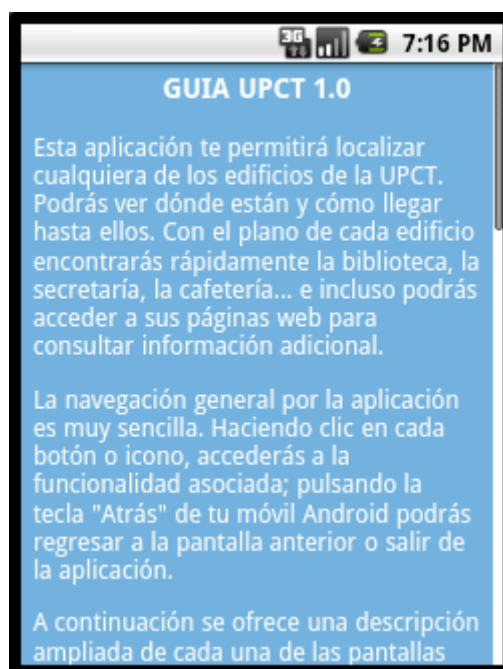 3G 7:16 PM
GUIA UPCT 1.0
Esta aplicación te permitirá localizar
cualquiera de los edificios de la UPCT.
Podrás ver dónde están y cómo llegar
hasta ellos. Con el plano de cada edificio
encontrarás rápidamente la biblioteca, la
secretaría, la cafetería... e incluso podrás
acceder a sus páginas web para
consultar información adicional.
La navegación general por la aplicación
es muy sencilla. Haciendo clic en cada
botón o icono, accederás a la
funcionalidad asociada; pulsando la
tecla "Atrás" de tu móvil Android podrás
regresar a la pantalla anterior o salir de
la aplicación.
A continuación se ofrece una descripción
ampliada de cada una de las pantallas